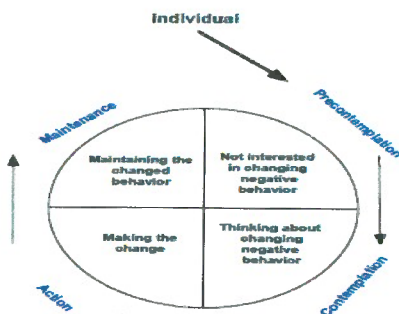 Individual
Precontemplation
Maintenance
Maintaining the
changed
behavior
Not interested
in changing
negative
behavior
Making the
change
Thinking about
changing
negative
behavior
Action
Contemplation